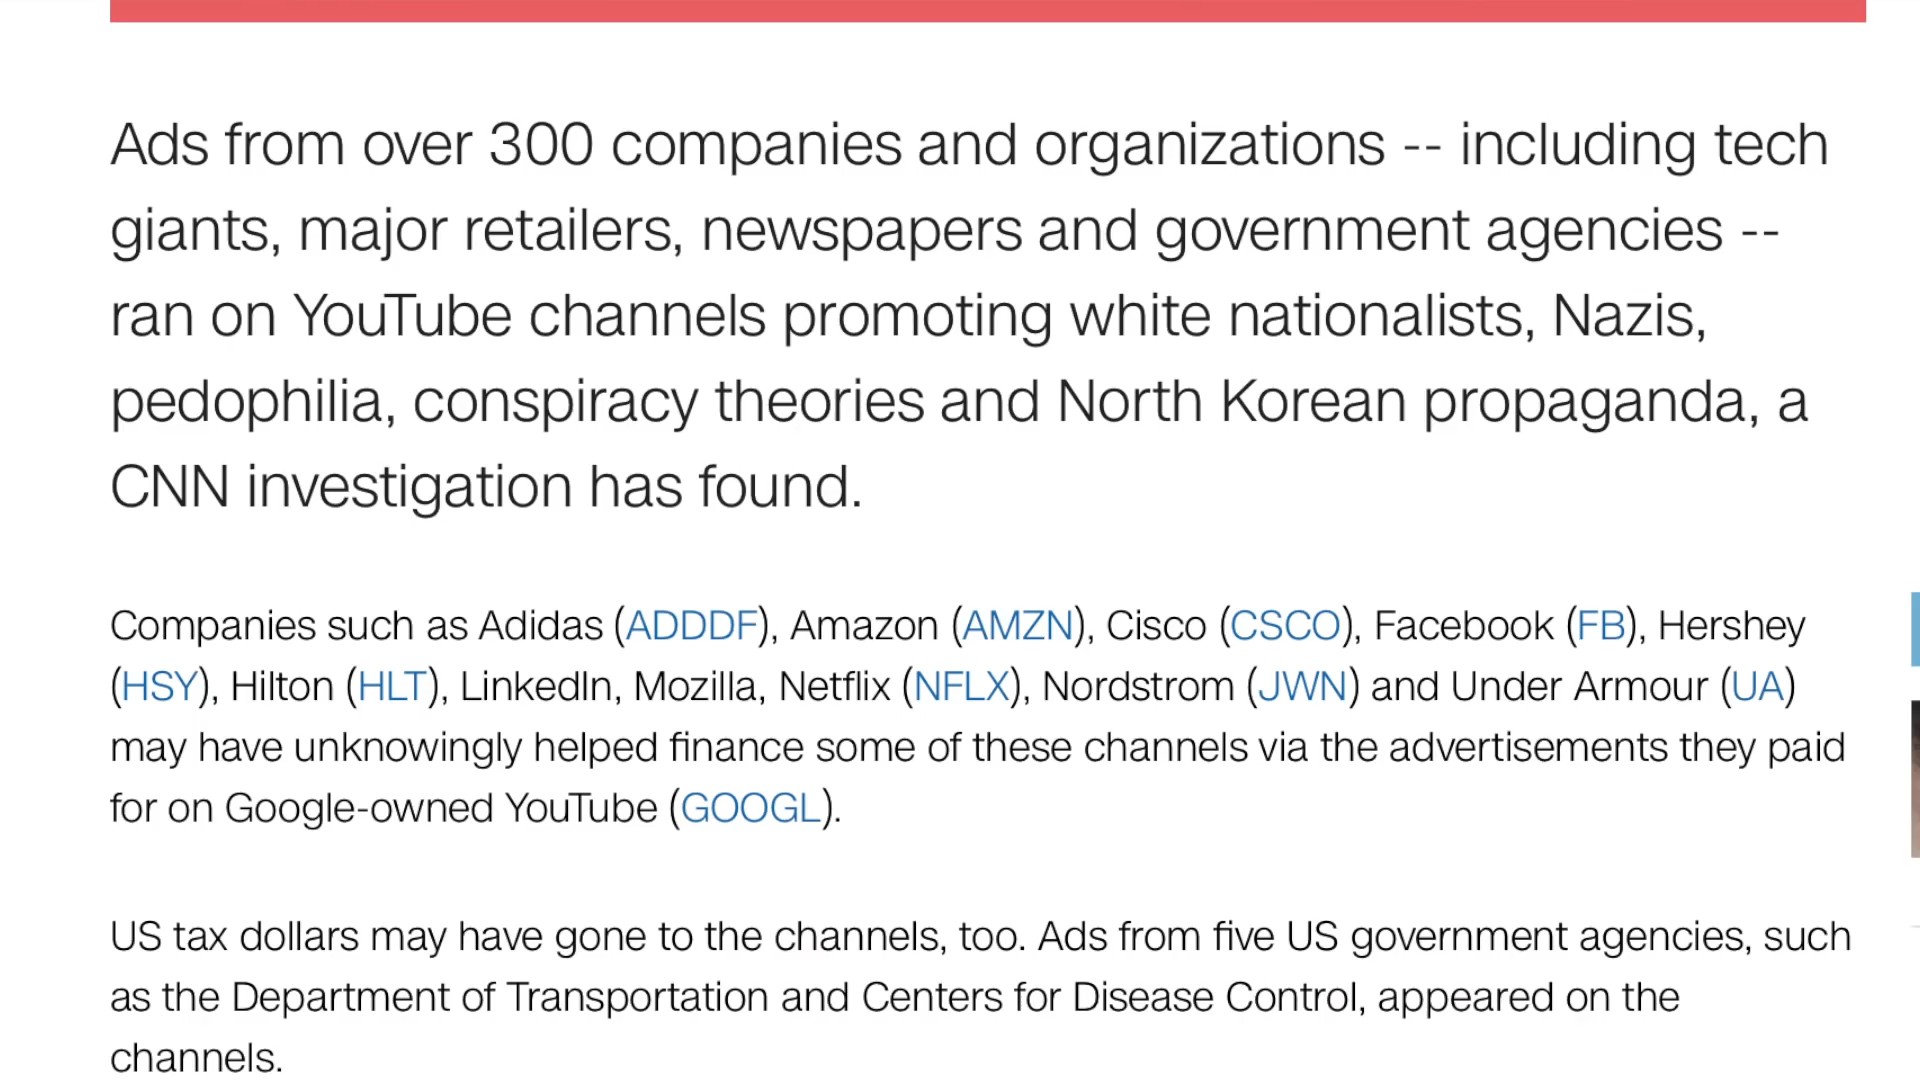 Ads from over 300 companies and organizations -- including tech
giants, major retailers, newspapers and government agencies --
ran on YouTube channels promoting white nationalists, Nazis,
pedophilia, conspiracy theories and North Korean propaganda, a
CNN investigation has found.
Companies such as Adidas (ADDDF), Amazon (AMZN), Cisco (CSCO), Facebook (FB), Hershey
(HSY), Hilton (HLT), LinkedIn, Mozilla, Netflix (NFLX), Nordstrom (JWN) and Under Armour (UA)
may have unknowingly helped finance some of these channels via the advertisements they paid
for on Google-owned YouTube (GOOGL).
US tax dollars may have gone to the channels, too. Ads from five US government agencies, such
as the Department of Transportation and Centers for Disease Control, appeared on the
channels.